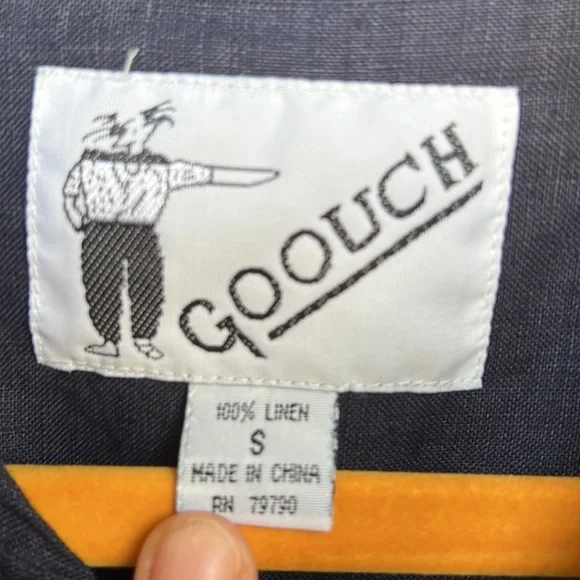 GOOUCH
100% LINEN
S
MADE IN CHINA
RN 79790